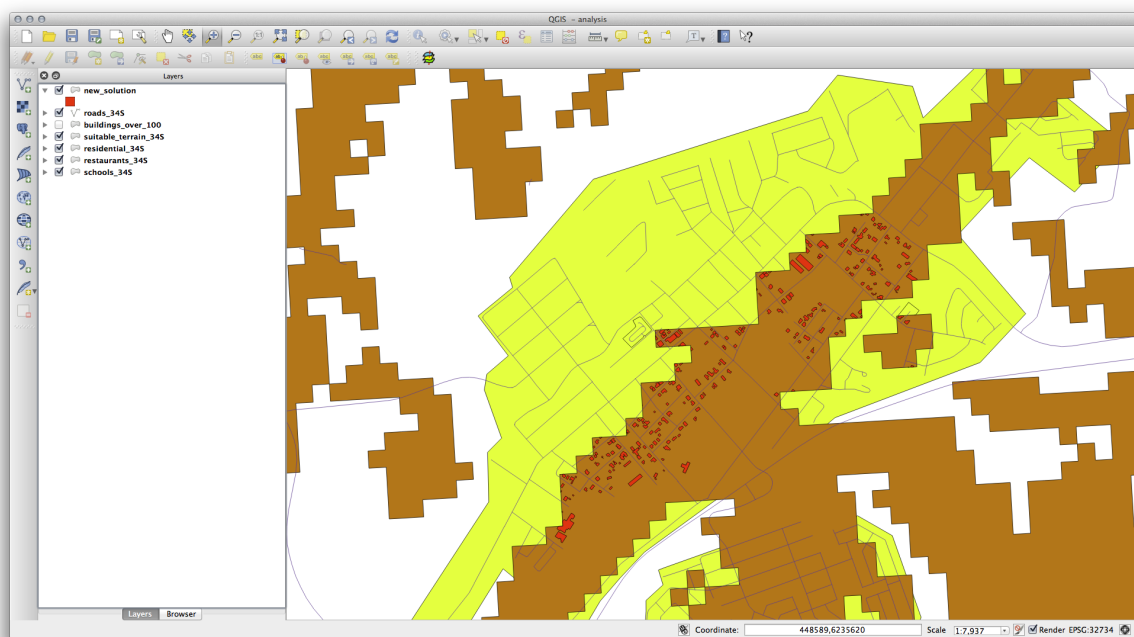 QGIS - analysis
Layers
new_solution
roads_34S
buildings_over_100
suitable_terrain_34S
residential_34S
restaurants_34S
schools_34S
Layers
Browser
Coordinate:
448589,6235620
Scale
1:7,937
Render
EPSG:32734